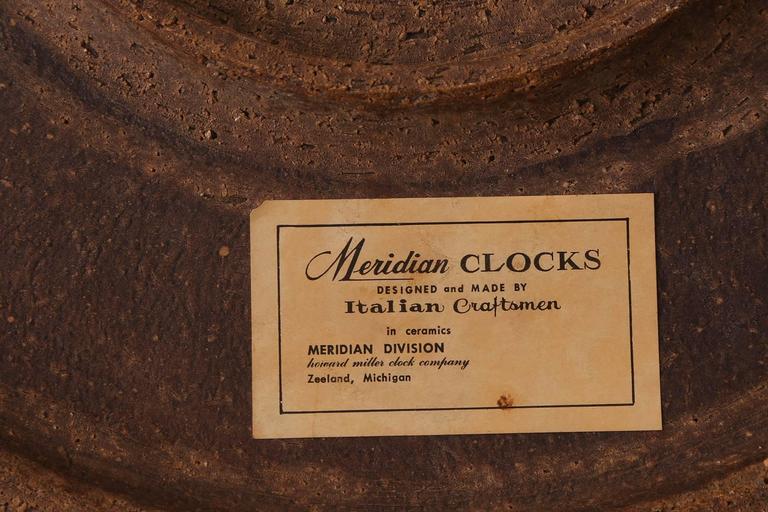 Meridian CLOCKS
DESIGNED and MADE BY
Italian Craftsmen
in ceramics
MERIDIAN DIVISION
howard miller clock company
Zeeland, Michigan